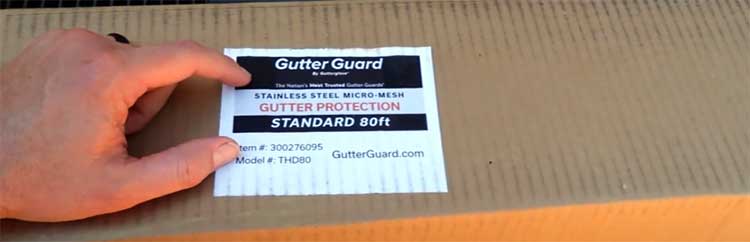 Gutter Guard
By Gutterglove
The Nation's Most Trusted Gutter Guards
STAINLESS STEEL MICRO-MESH
GUTTER PROTECTION
STANDARD 80ft
Item #: 300276095
Model #: THD80
GutterGuard.com